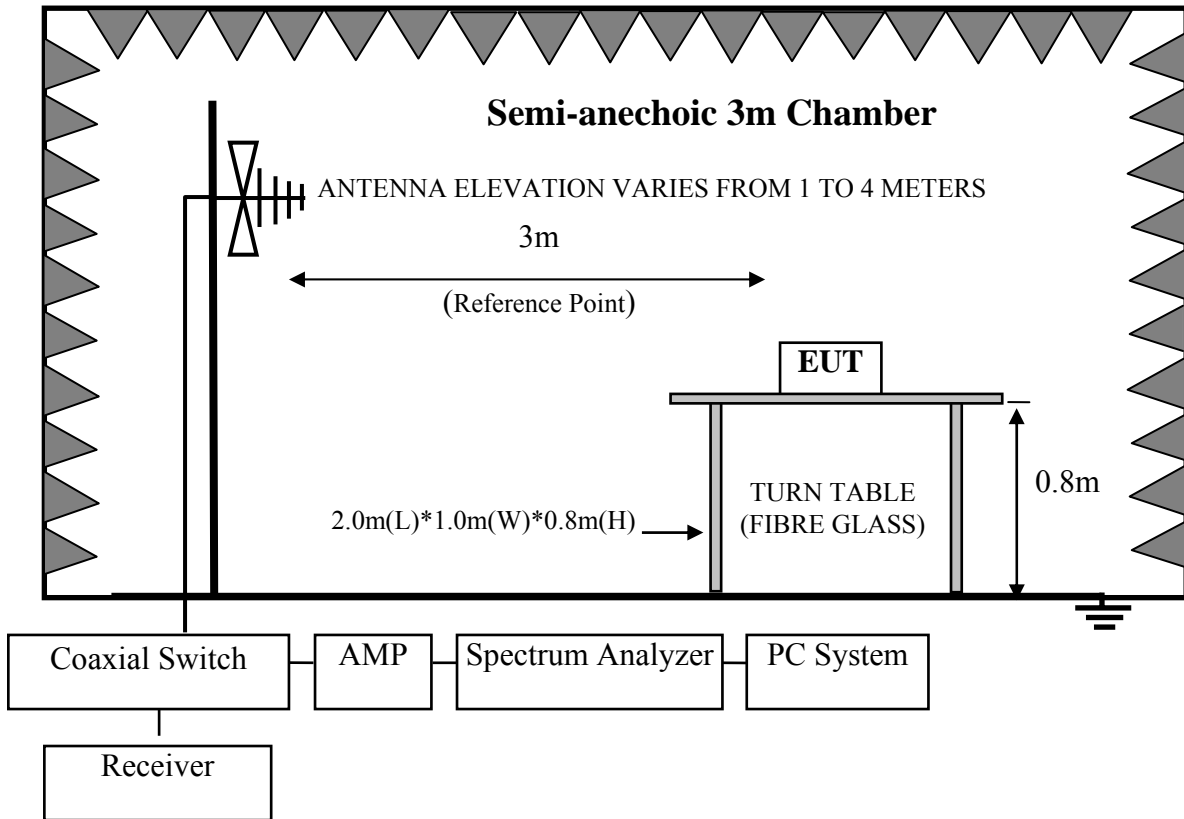 Semi-anechoic 3m Chamber
ANTENNA ELEVATION VARIES FROM 1 TO 4 METERS
3m
(Reference Point)
EUT
0.8m
TURN TABLE
(FIBRE GLASS)
2.0m(L)*1.0m(W)*0.8m(H)
Coaxial Switch
AMP
Spectrum Analyzer
PC System
Receiver